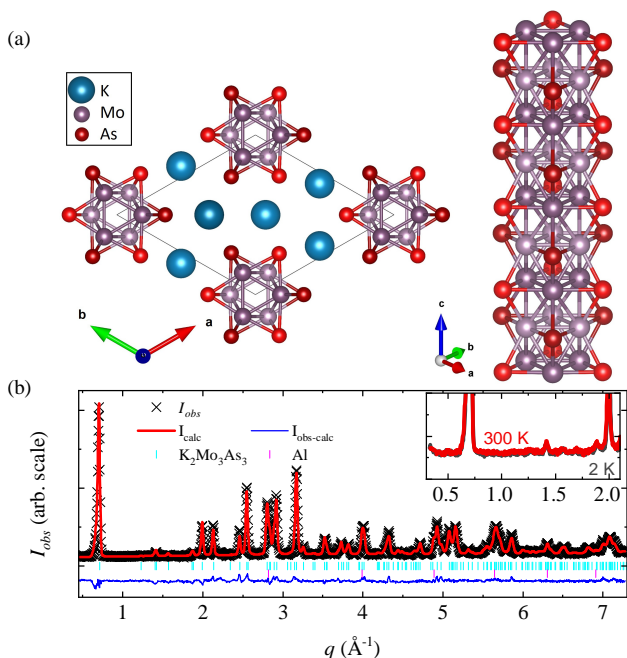 (a)
K
Mo
As
b
a
c
b
a
(b)
I_obs
I_calc
I_obs-calc
K₂Mo₃As₃
Al
300 K
2 K
0.5 1.0 1.5 2.0
I_obs (arb. scale)
1 2 3 4 5 6 7
q (Å⁻¹)